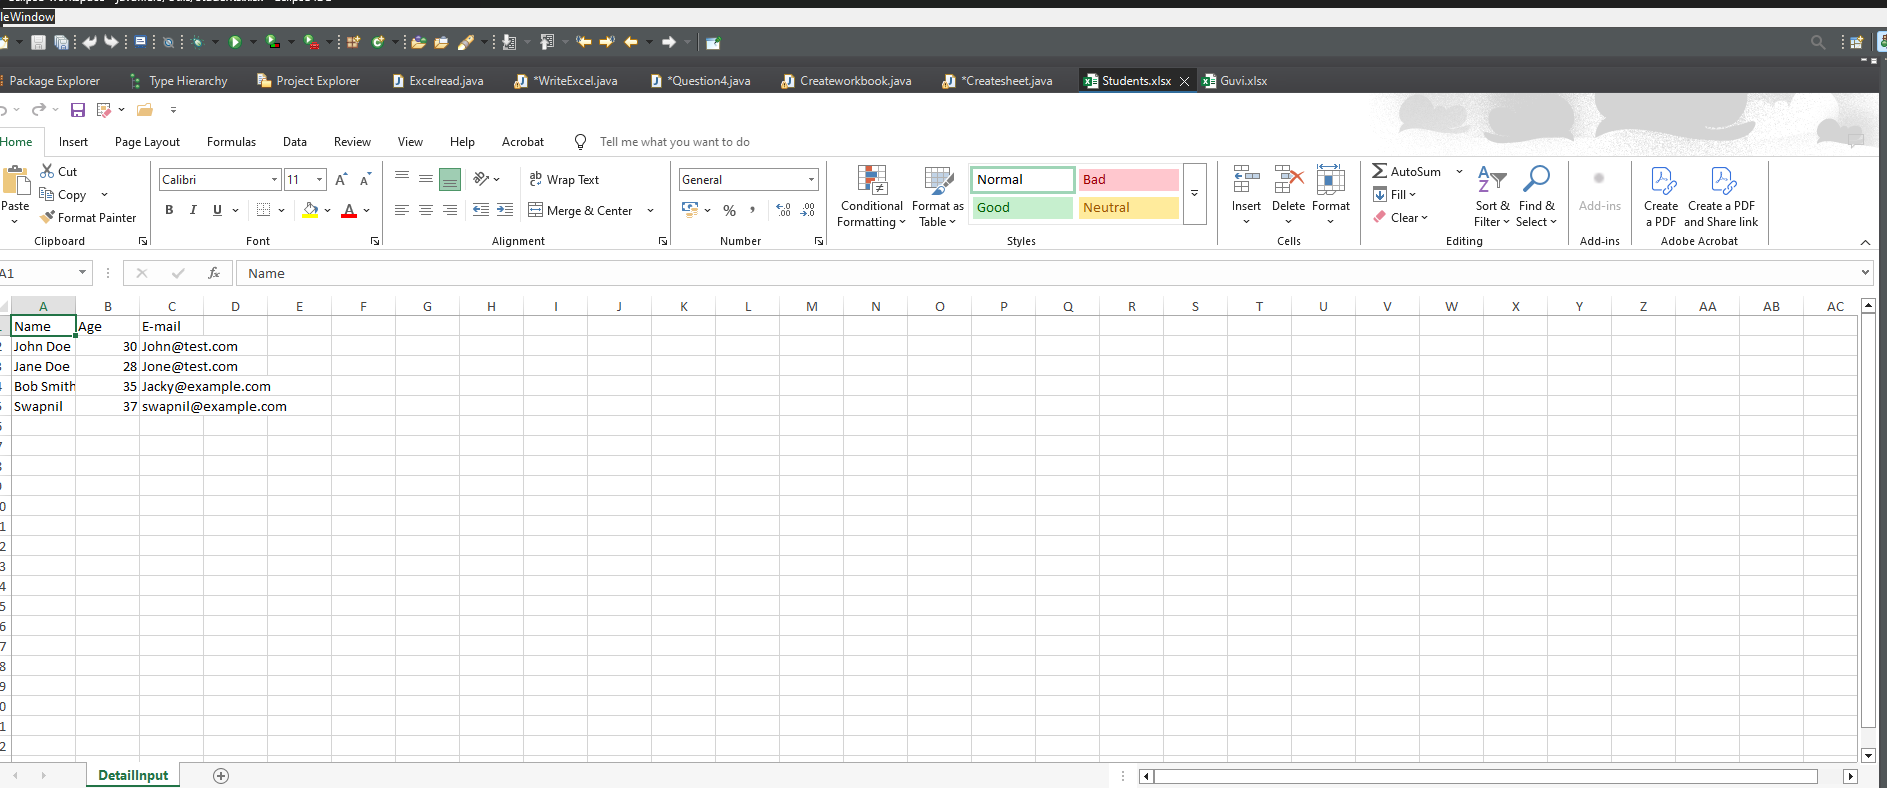 leWindow
Package Explorer Type Hierarchy Project Explorer Excelread.java *WriteExcel.java *Question4.java Createworkbook.java *Createsheet.java Students.xlsx Guvi.xlsx
Home Insert Page Layout Formulas Data Review View Help Acrobat Tell me what you want to do
Paste
Cut
Copy
Format Painter
Clipboard
Calibri 11
B I U
Font
ab Wrap Text
Merge & Center
Alignment
General
% , .00 .0
Number
Conditional Formatting
Format as Table
Normal Bad
Good Neutral
Styles
Insert Delete Format
Cells
AutoSum
Fill
Clear
Sort & Filter
Find & Select
Editing
Add-ins
Add-ins
Create a PDF
Create a PDF and Share link
Adobe Acrobat
A1 fx Name
A B C D E F G H I J K L M N O P Q R S T U V W X Y Z AA AB AC
Name Age E-mail
John Doe 30 John@test.com
Jane Doe 28 Jone@test.com
Bob Smith 35 Jacky@example.com
Swapnil 37 swapnil@example.com
DetailInput